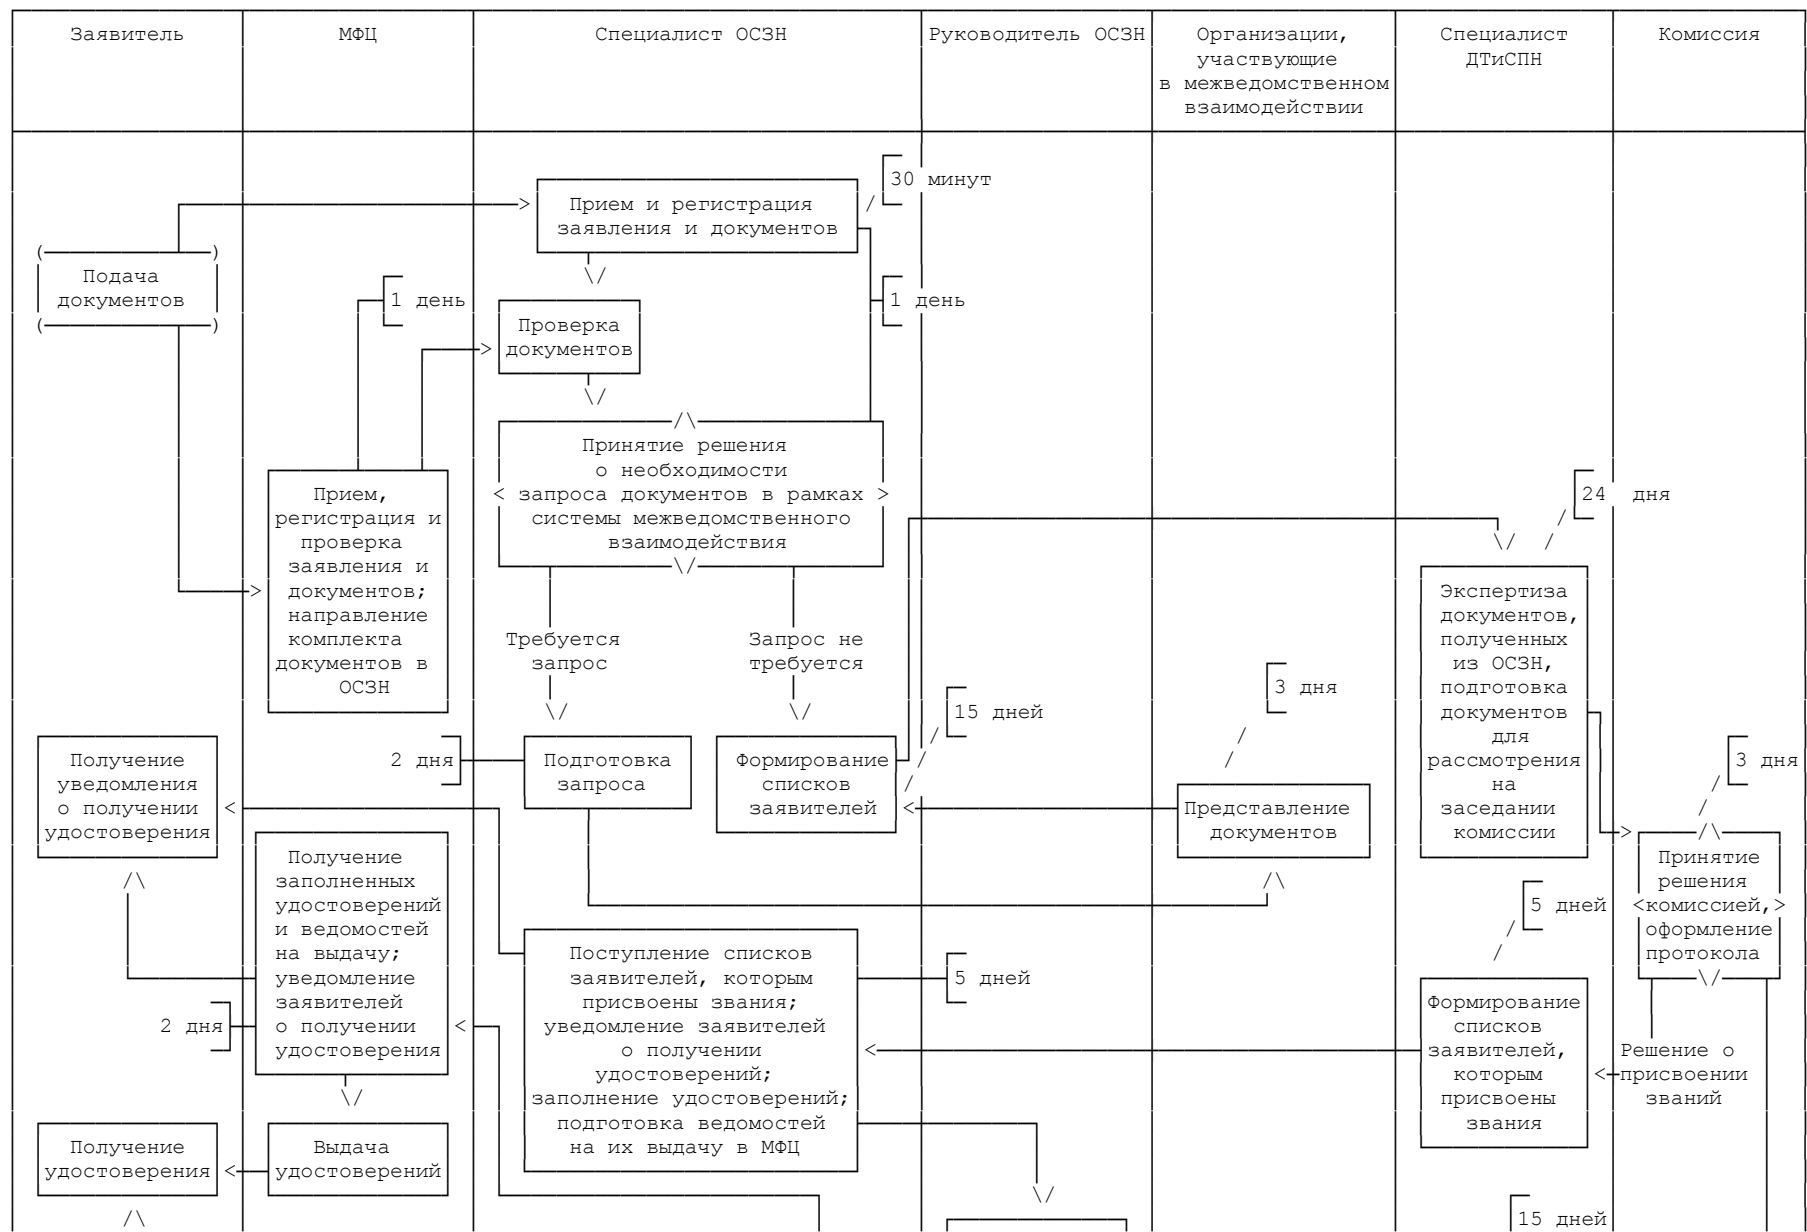 Заявитель
МФЦ
Специалист ОСЗН
Руководитель ОСЗН
Организации,
участвующие
в межведомственном
взаимодействии
Специалист
ДТиСПН
Комиссия
30 минут
Прием и регистрация
заявления и документов
Подача
документов
1 день
1 день
Проверка
документов
Принятие решения
о необходимости
запроса документов в рамках
системы межведомственного
взаимодействия
Прием,
регистрация и
проверка
заявления и
документов;
направление
комплекта
документов в
ОСЗН
24 дня
Экспертиза
документов,
полученных
из ОСЗН,
подготовка
документов
для
рассмотрения
на
заседании
комиссии
Требуется
запрос
Запрос не
требуется
3 дня
15 дней
Получение
уведомления
о получении
удостоверения
2 дня
Подготовка
запроса
Формирование
списков
заявителей
Представление
документов
3 дня
Принятие
решения
комиссией,
оформление
протокола
Получение
заполненных
удостоверений
и ведомостей
на выдачу;
уведомление
заявителей
о получении
удостоверения
2 дня
5 дней
Поступление списков
заявителей, которым
присвоены звания;
уведомление заявителей
о получении
удостоверений;
заполнение удостоверений;
подготовка ведомостей
на их выдачу в МФЦ
5 дней
Формирование
списков
заявителей,
которым
присвоены
звания
Решение о
присвоении
званий
Получение
удостоверения
Выдача
удостоверений
15 дней